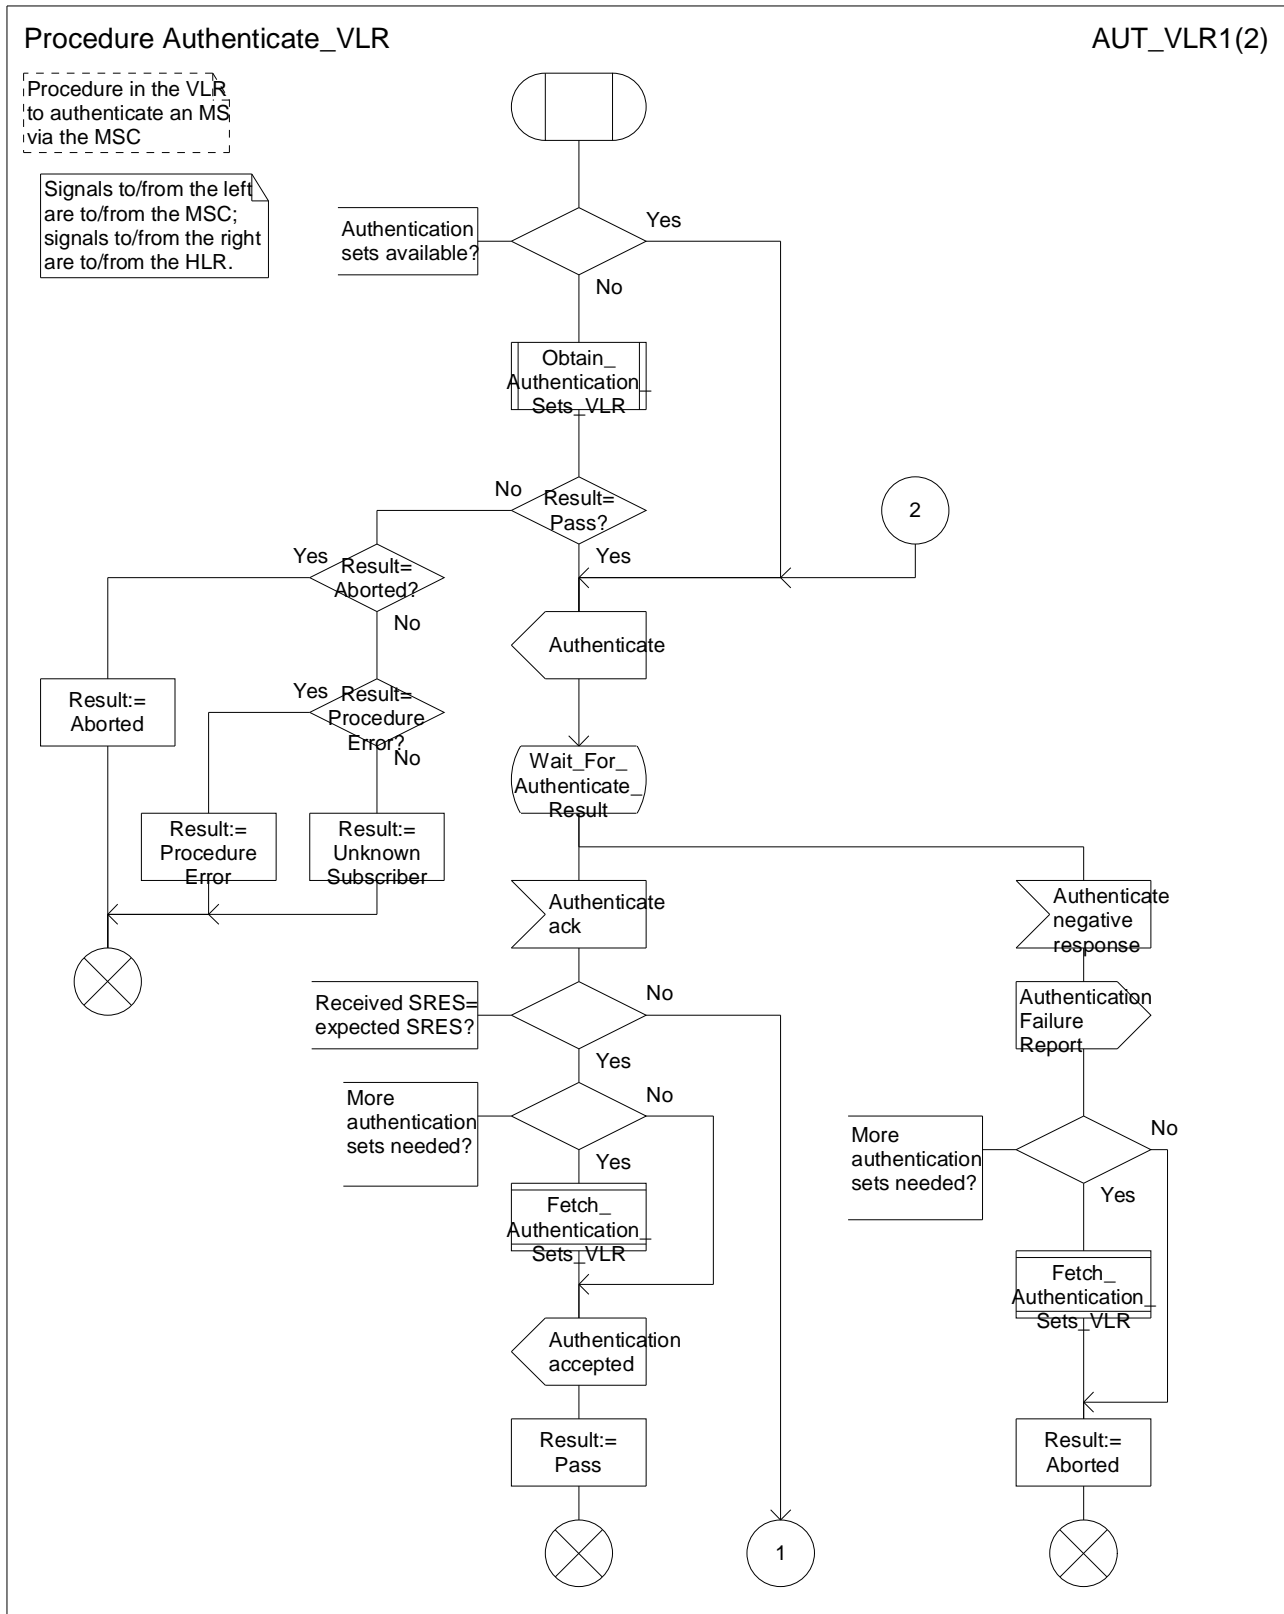 Procedure Authenticate_VLR
AUT_VLR1(2)
Procedure in the VLR
to authenticate an MS
via the MSC
Signals to/from the left
are to/from the MSC;
signals to/from the right
are to/from the HLR.
Authentication
sets available?
Yes
No
Obtain_
Authentication_
Sets_VLR
No
Result=
Pass?
Yes
2
Yes
Result=
Aborted?
No
Authenticate
Result:=
Aborted
Yes
Result=
Procedure
Error?
No
Wait_For_
Authenticate_
Result
Result:=
Procedure
Error
Result:=
Unknown
Subscriber
Authenticate
ack
Authenticate
negative
response
Received SRES=
expected SRES?
No
Yes
Authentication
Failure
Report
More
authentication
sets needed?
No
Yes
More
authentication
sets needed?
No
Yes
Fetch_
Authentication_
Sets_VLR
Fetch_
Authentication_
Sets_VLR
Authentication
accepted
Result:=
Pass
Result:=
Aborted
1